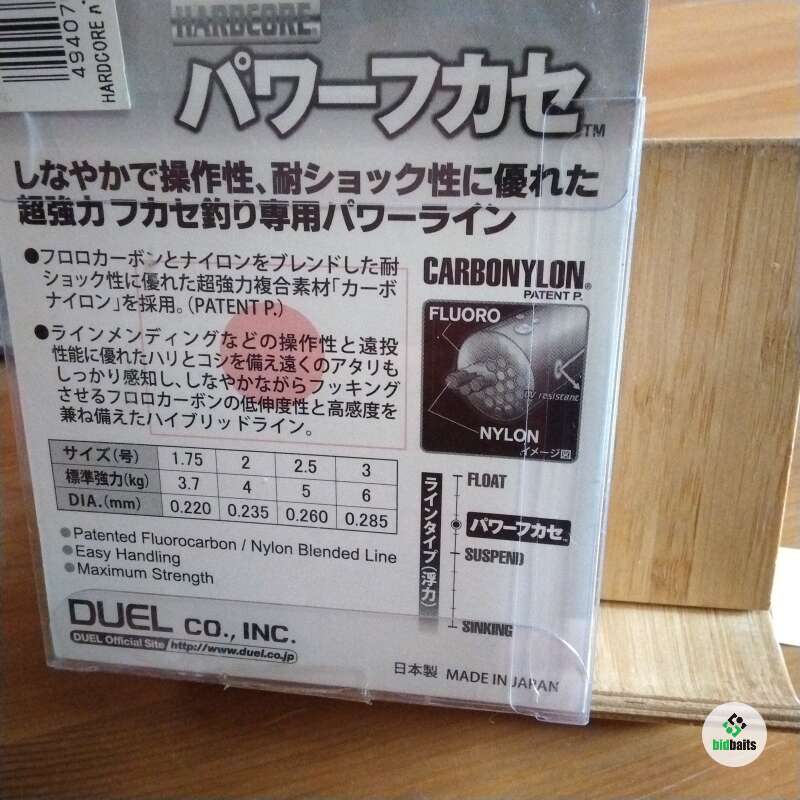 49407
HARDCORE
HARDCORE
パワーフカセ™
しなやかで操作性、耐ショック性に優れた
超強力 フカセ釣り専用パワーライン
●フロロカーボンとナイロンをブレンドした耐
ショック性に優れた超強力複合素材「カーボ
ナイロン」を採用。(PATENT P.)
●ラインメンディングなどの操作性と遠投
性能に優れたハリとコシを備え遠くのアタリも
しっかり感知し、しなやかながらフッキング
させるフロロカーボンの低伸度性と高感度を
兼ね備えたハイブリッドライン。
CARBONYLON®
PATENT P.
FLUORO
UV resistant
NYLON
イメージ図
サイズ(号) 1.75 2 2.5 3
標準強力(kg) 3.7 4 5 6
DIA.(mm) 0.220 0.235 0.260 0.285
●Patented Fluorocarbon / Nylon Blended Line
●Easy Handling
●Maximum Strength
ラインタイプ(浮力)
FLOAT
パワーフカセ™
SUSPEND
SINKING
DUEL CO., INC.
DUEL Official Site http://www.duel.co.jp
日本製 MADE IN JAPAN
bidbaits